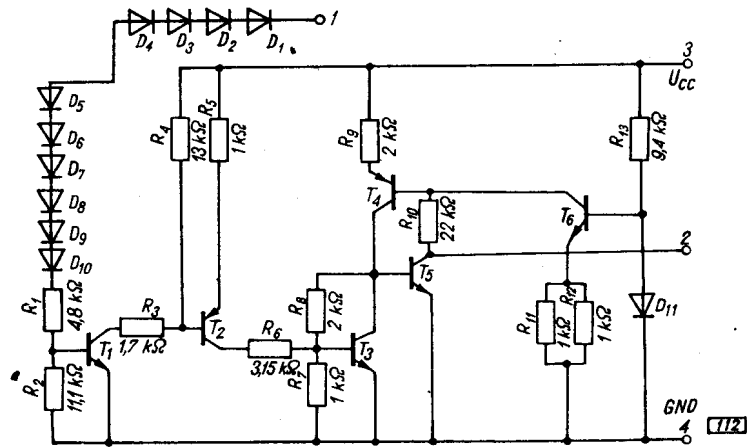 D4 D3 D2 D1 1
3
UCC
D5
D6
D7
D8
D9
D10
R1 4,8 kΩ
R2 11,1 kΩ
T1
R3
1,7 kΩ
R4 13 kΩ
R5 1 kΩ
T2
R6
3,15 kΩ
R7 1 kΩ
R8 2 kΩ
T3
R9 2 kΩ
T4
R10 22 kΩ
T5
T6
R11 1 kΩ
R12 1 kΩ
R13 9,4 kΩ
2
D11
GND
4
112